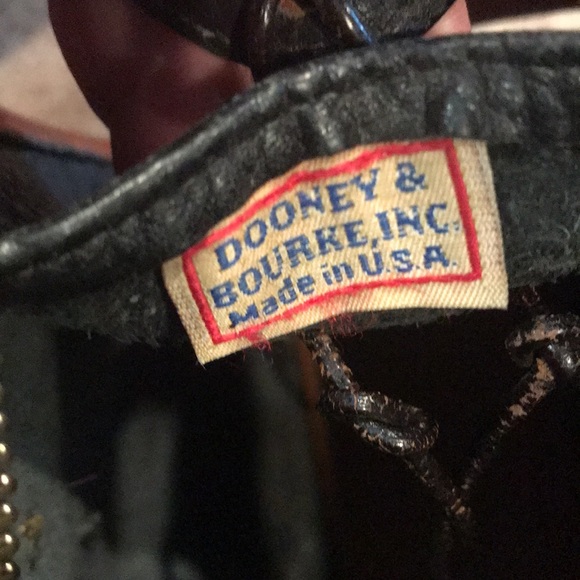 DOONEY &
BOURKE, INC.
Made in U.S.A.